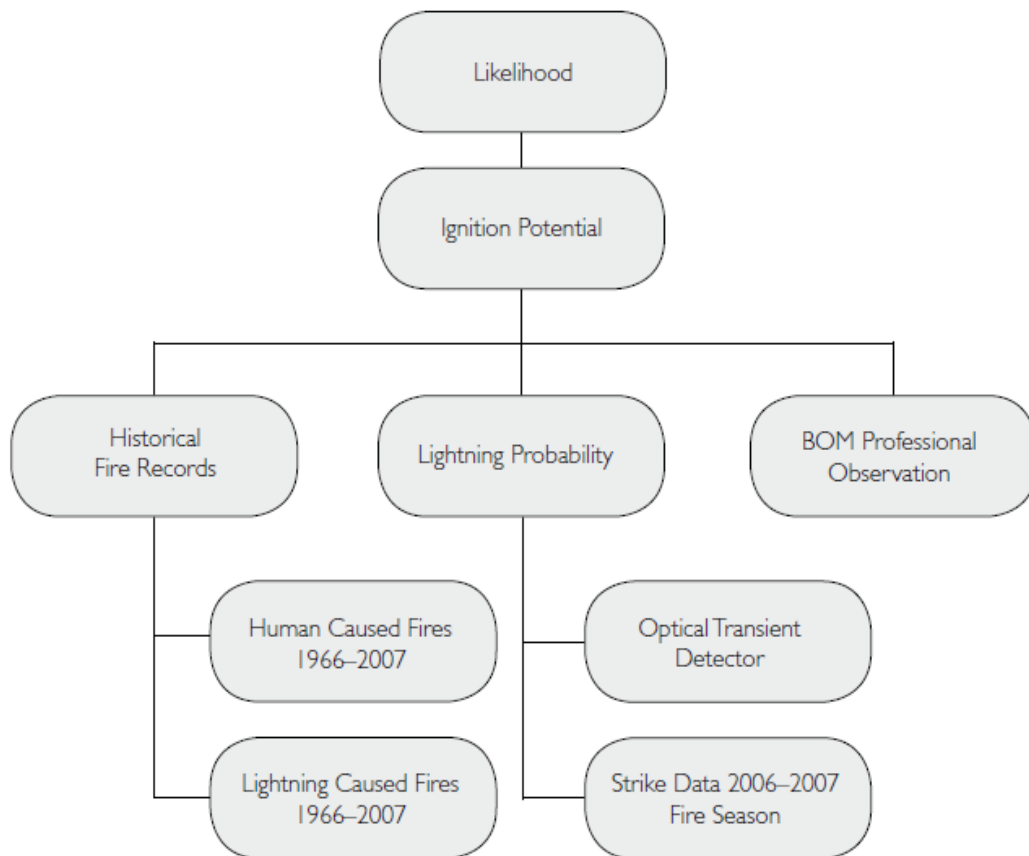 Likelihood
Ignition Potential
Historical
Fire Records
Lightning Probability
BOM Professional
Observation
Human Caused Fires
1966–2007
Optical Transient
Detector
Lightning Caused Fires
1966–2007
Strike Data 2006–2007
Fire Season